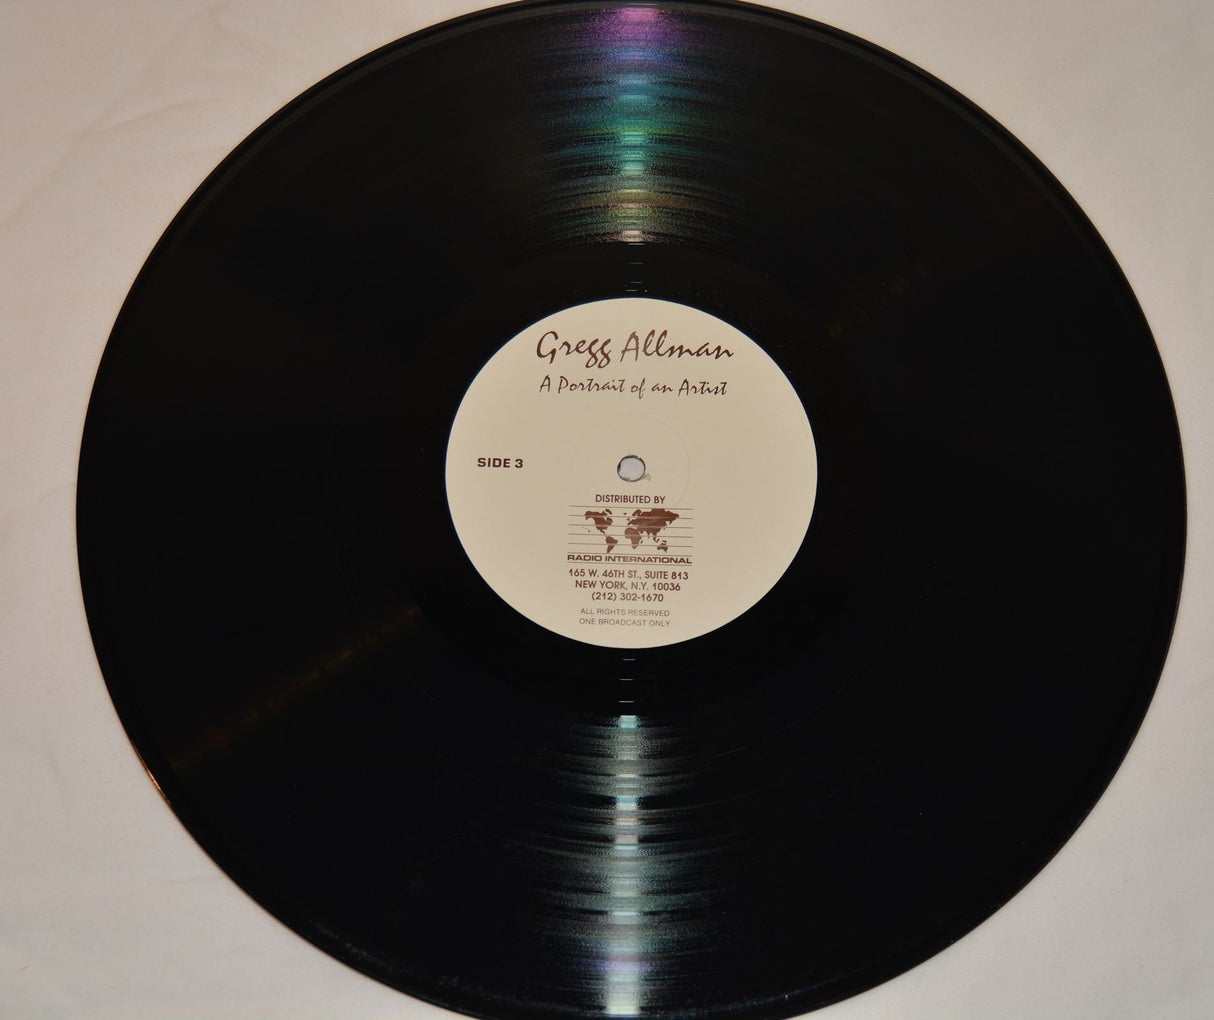 Gregg Allman
A Portrait of an Artist
SIDE 3
DISTRIBUTED BY
RADIO INTERNATIONAL
165 W. 46TH ST., SUITE 813
NEW YORK, N.Y. 10036
(212) 302-1670
ALL RIGHTS RESERVED
ONE BROADCAST ONLY